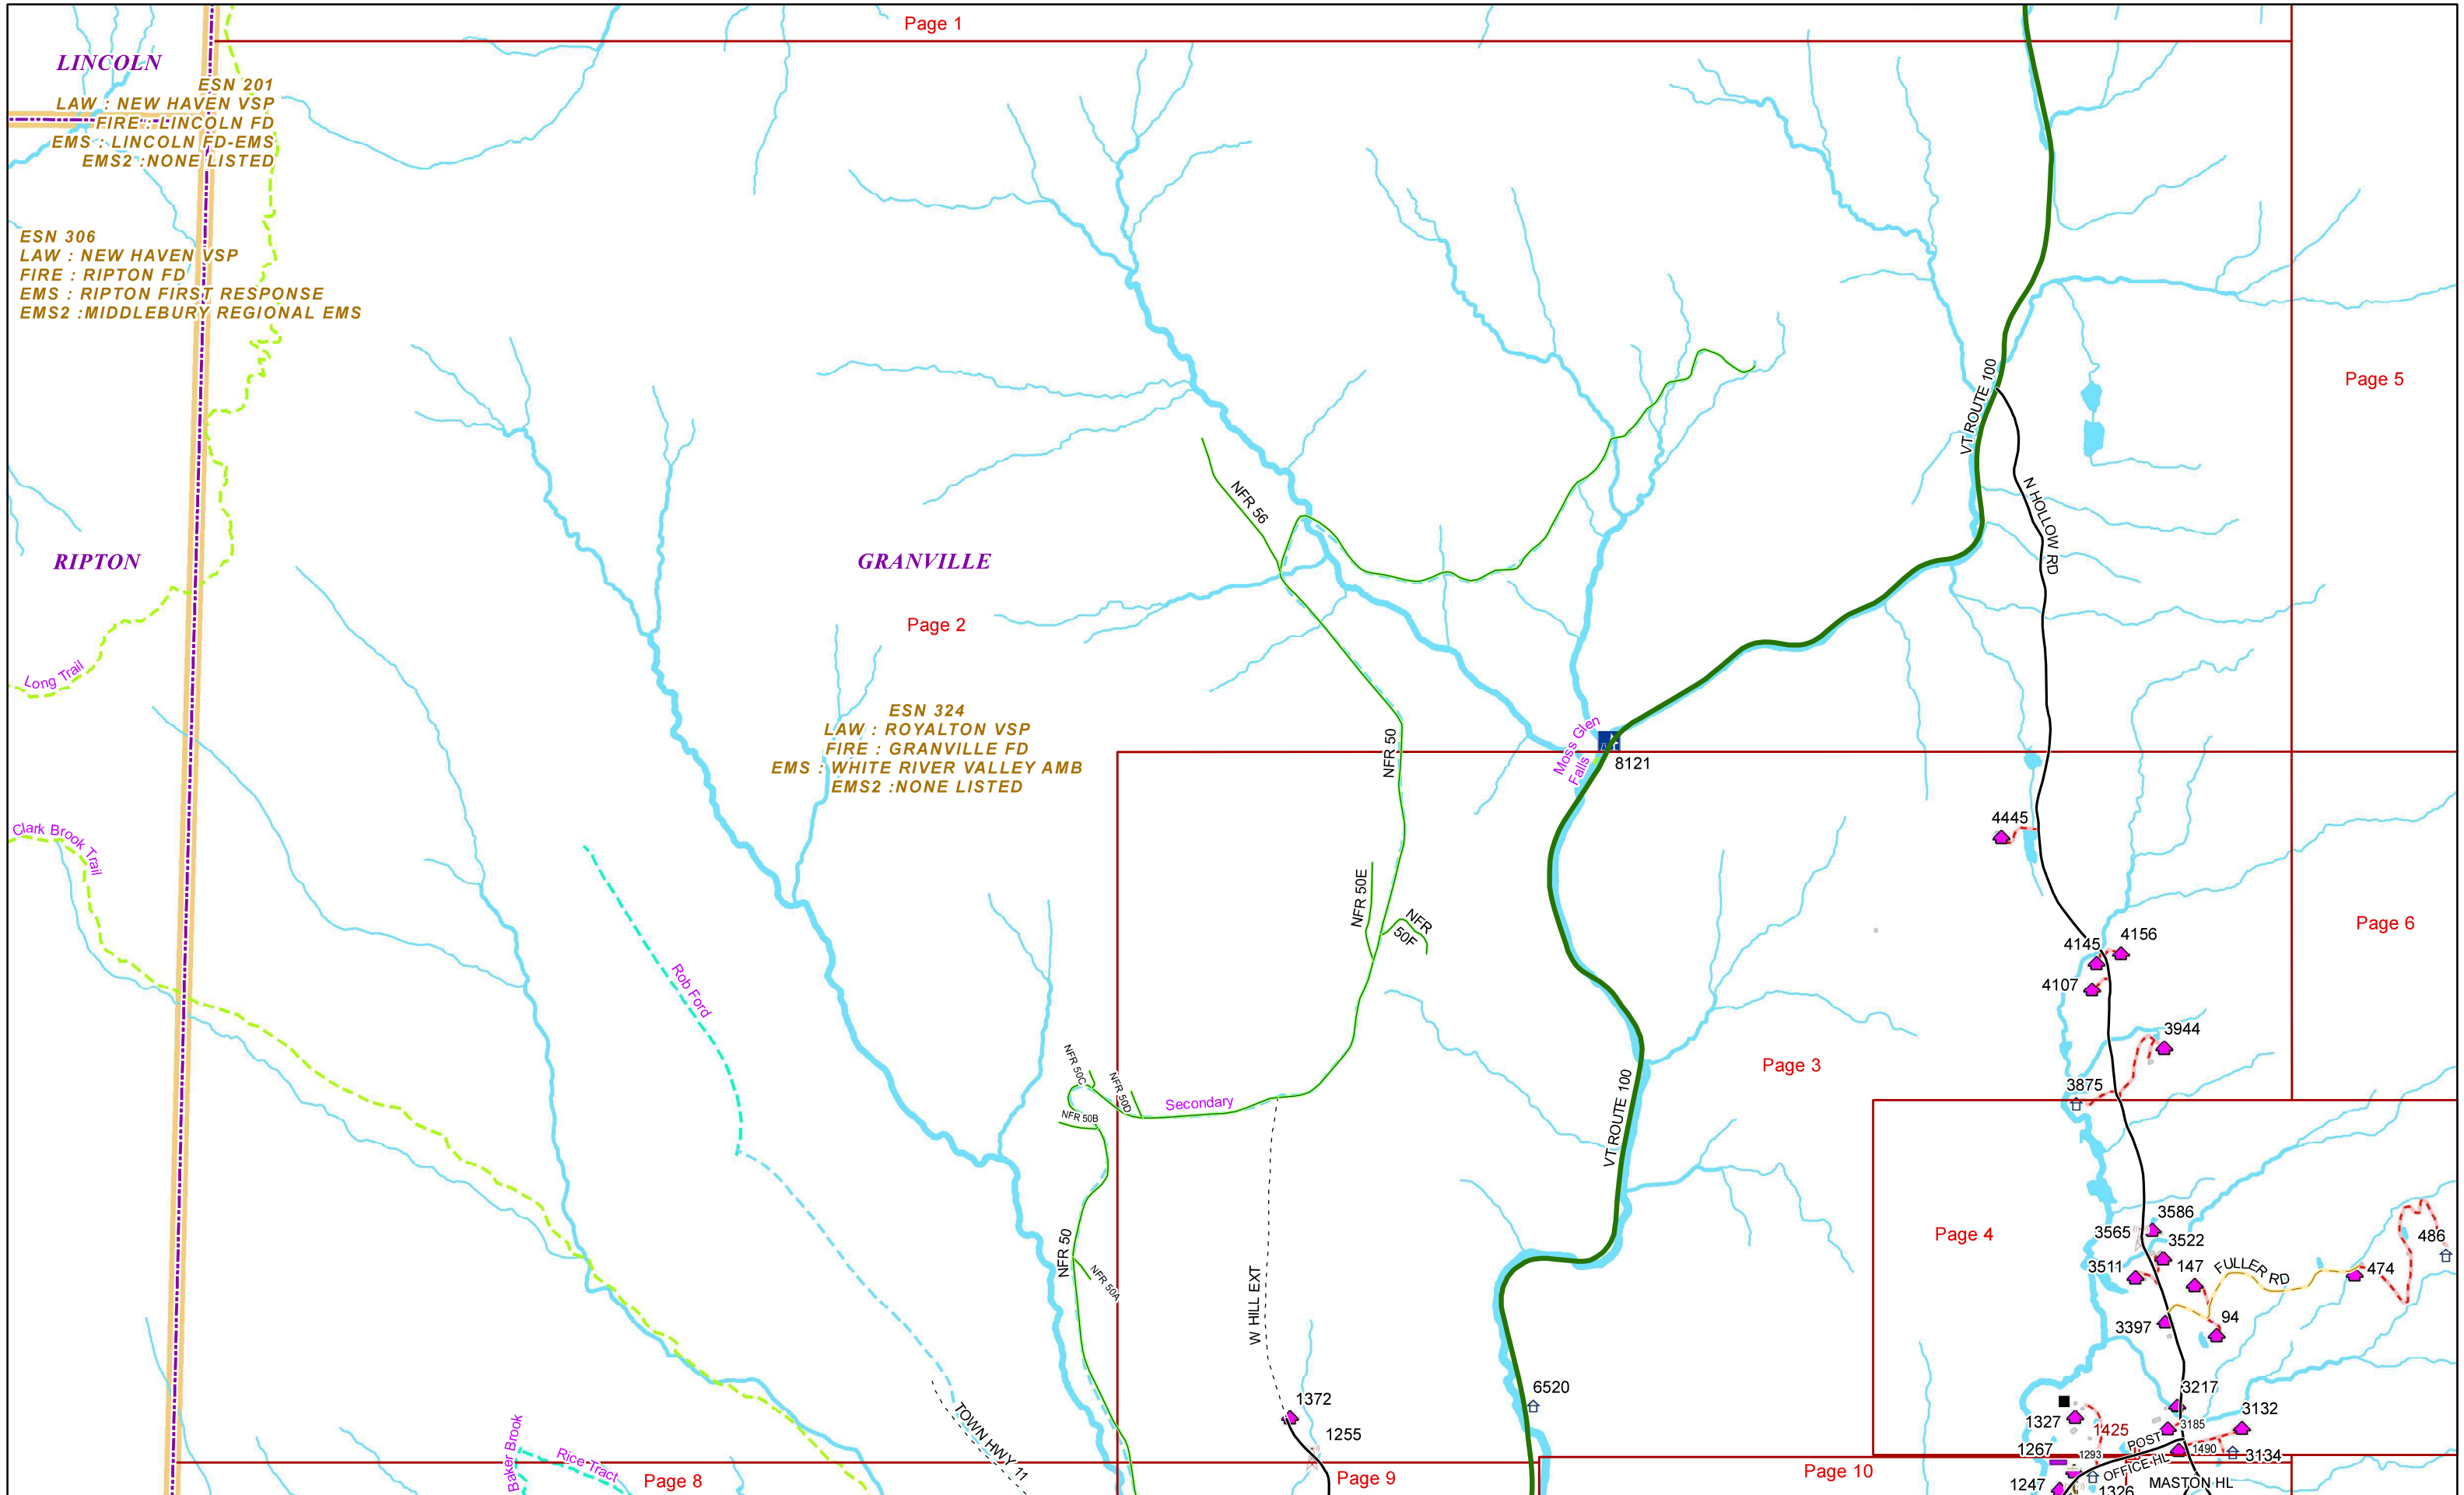 Page 1
LINCOLN
ESN 201
LAW : NEW HAVEN VSP
FIRE : LINCOLN FD
EMS : LINCOLN FD-EMS
EMS2 :NONE LISTED
ESN 306
LAW : NEW HAVEN VSP
FIRE : RIPTON FD
EMS : RIPTON FIRST RESPONSE
EMS2 :MIDDLEBURY REGIONAL EMS
Page 5
VT ROUTE 100
N HOLLOW RD
NFR 56
RIPTON
GRANVILLE
Page 2
Long Trail
ESN 324
LAW : ROYALTON VSP
FIRE : GRANVILLE FD
EMS : WHITE RIVER VALLEY AMB
EMS2 :NONE LISTED
NFR 50
Moss Glen
Falls
8121
4445
Clark Brook Trail
NFR 50E
NFR
50F
Page 6
4145
4156
4107
Rob Ford
3944
NFR 50C
NFR 50D
NFR 50B
Secondary
Page 3
VT ROUTE 100
3875
Page 4
3586
3565
3522
3511
147
FULLER RD
474
486
NFR 50
NFR 50A
W HILL EXT
3397
94
6520
1372
1255
3217
3185
3132
1327
1425
POST
OFFICE HL
1490
3134
1267
1293
TOWN HWY 11
Baker Brook
Rice Tract
Page 8
Page 9
Page 10
1247
1326
MASTON HL